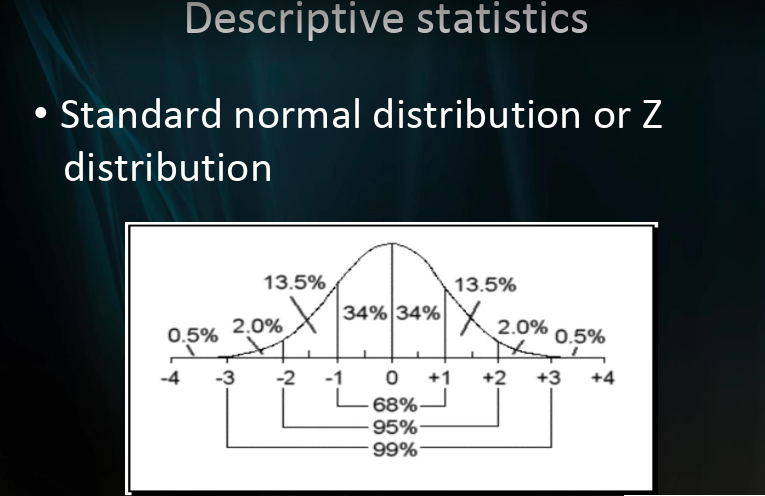 Descriptive statistics
• Standard normal distribution or Z
distribution
13.5% 13.5%
34% 34%
0.5% 2.0% 2.0% 0.5%
-4 -3 -2 -1 0 +1 +2 +3 +4
68%
95%
99%